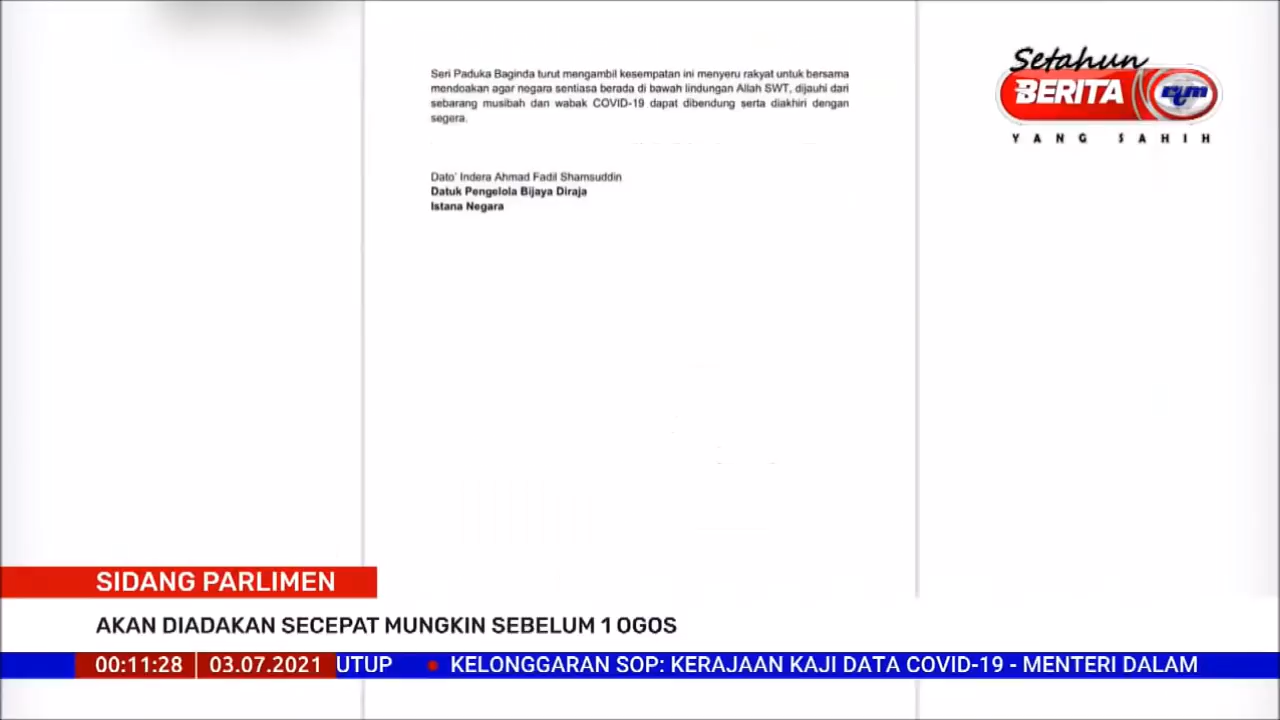 Setahun
BERITA rtm
YANG SAHIH
Seri Paduka Baginda turut mengambil kesempatan ini menyeru rakyat untuk bersama
mendoakan agar negara sentiasa berada di bawah lindungan Allah SWT, dijauhi dari
sebarang musibah dan wabak COVID-19 dapat dibendung serta diakhiri dengan
segera.
Dato' Indera Ahmad Fadil Shamsuddin
Datuk Pengelola Bijaya Diraja
Istana Negara
SIDANG PARLIMEN
AKAN DIADAKAN SECEPAT MUNGKIN SEBELUM 1 OGOS
00:11:28 03.07.2021 UTUP • KELONGGARAN SOP: KERAJAAN KAJI DATA COVID-19 - MENTERI DALAM